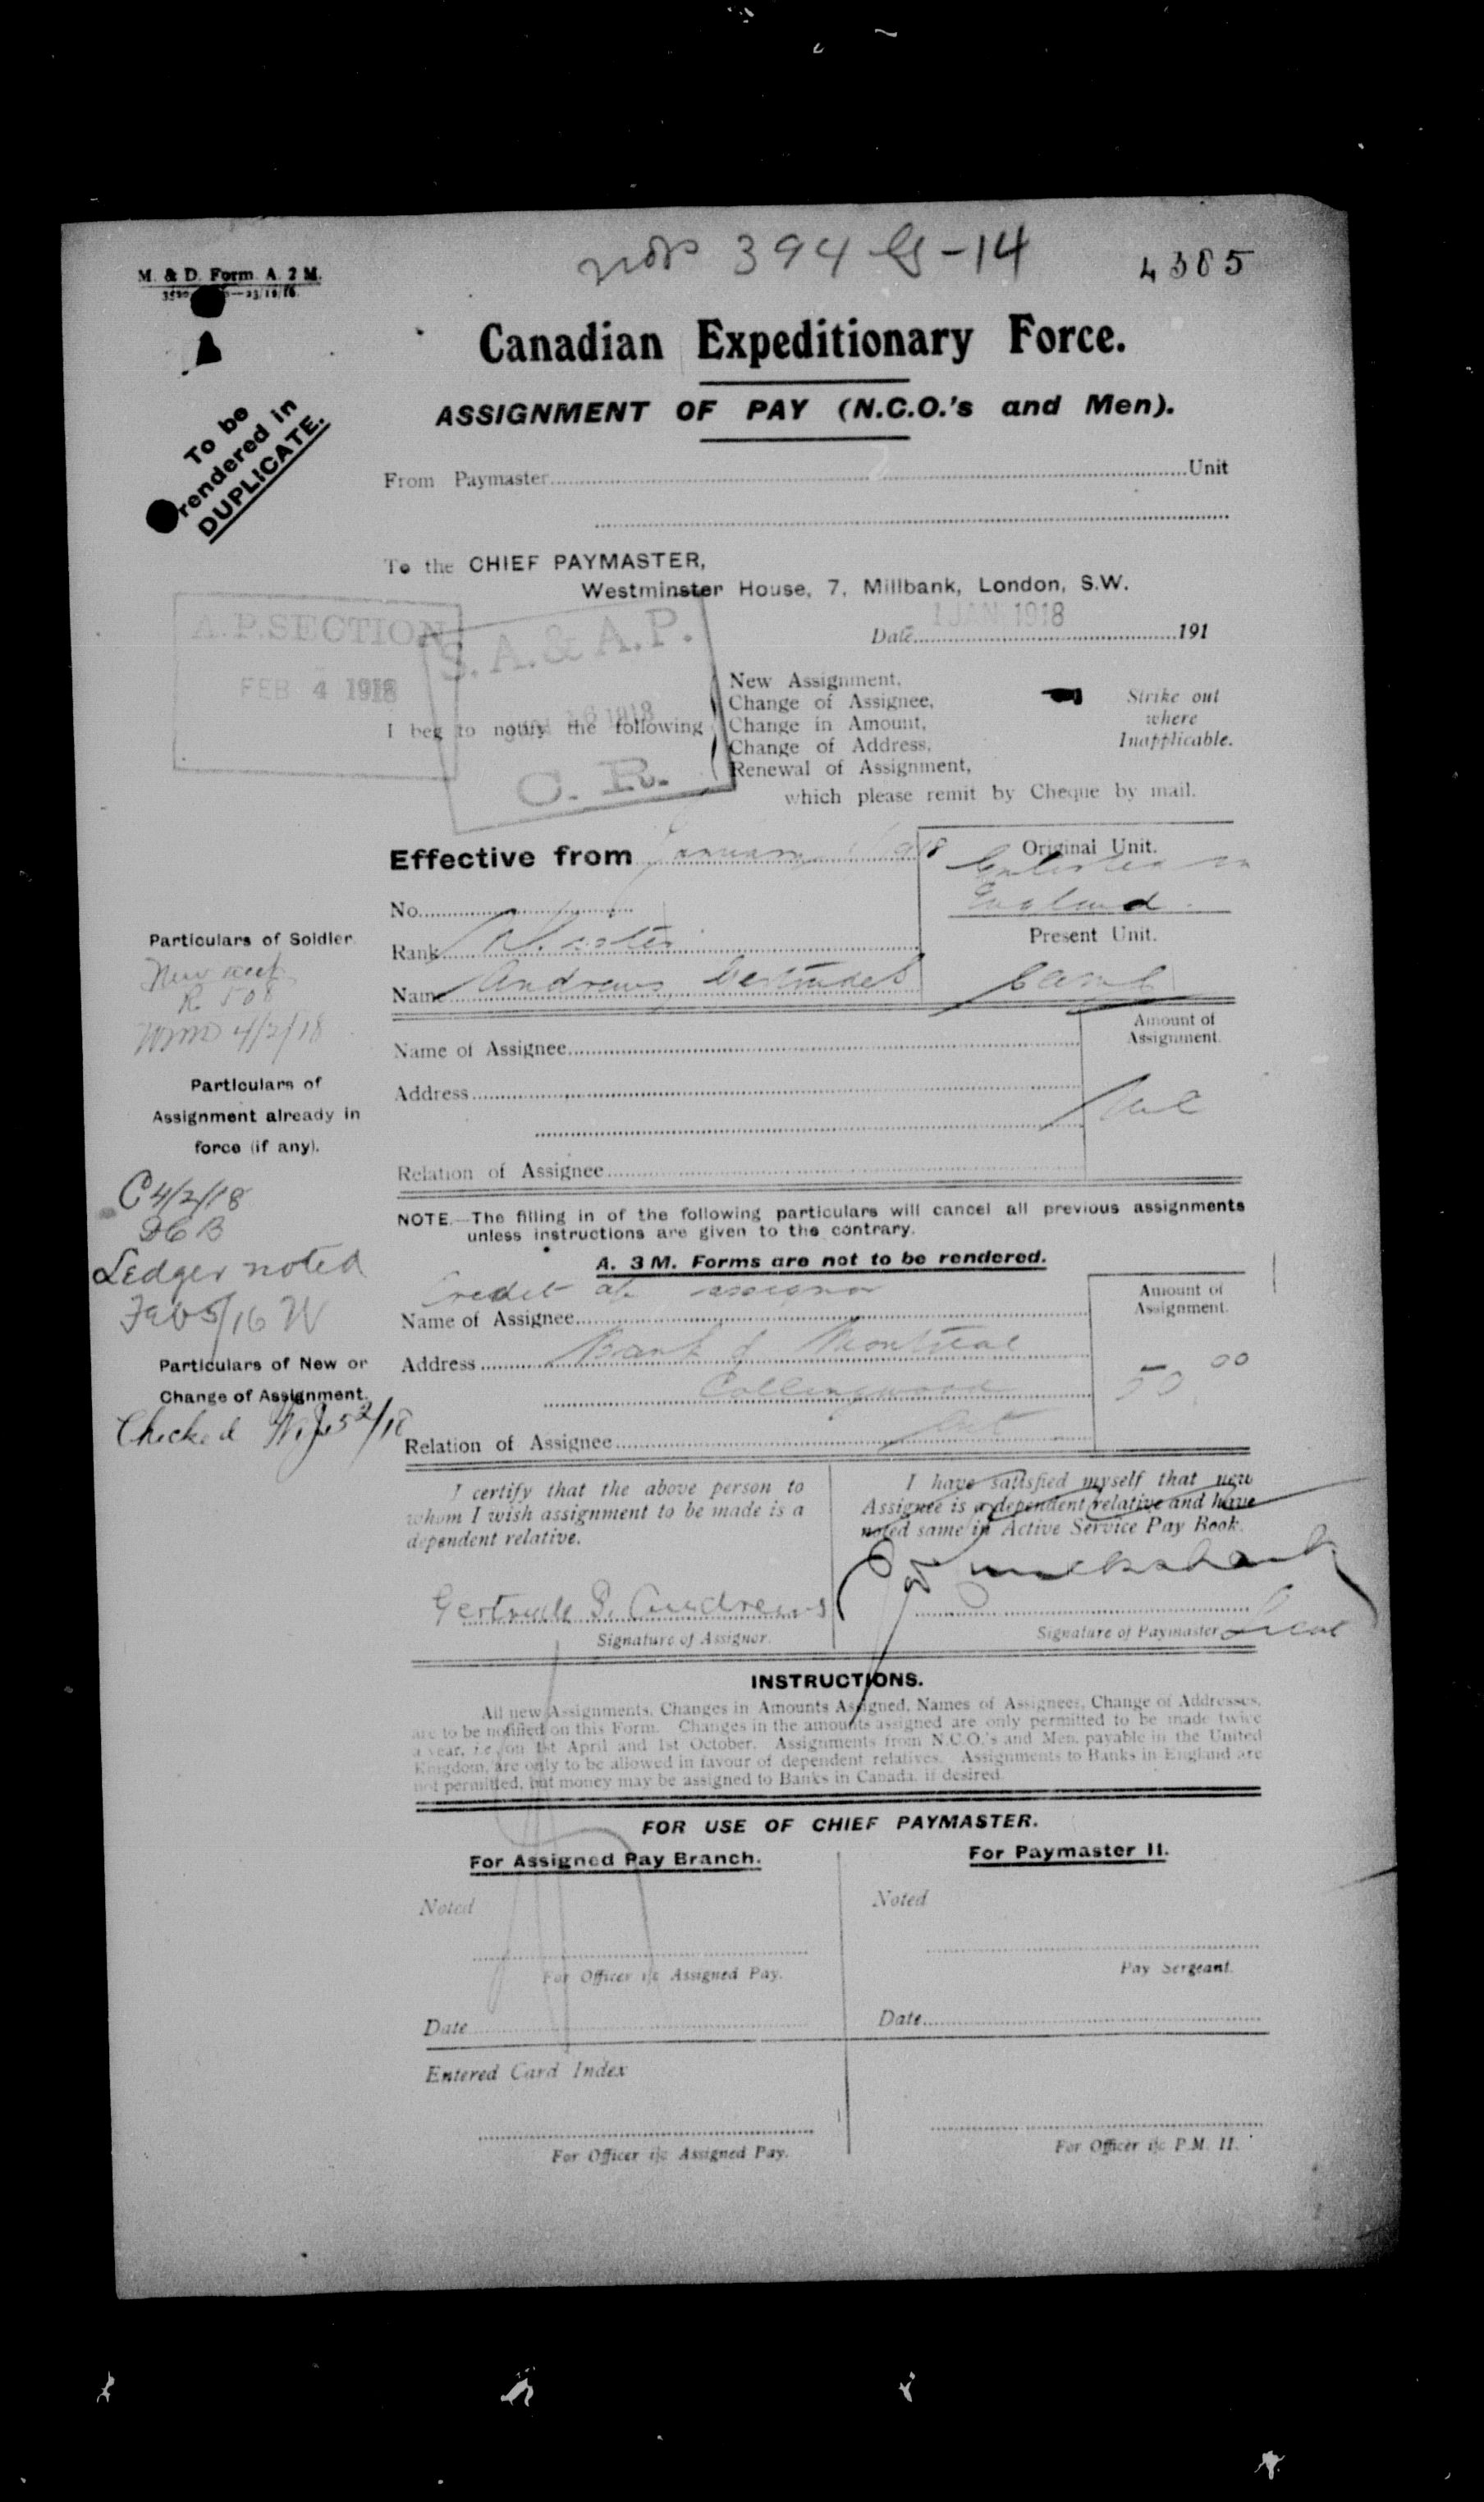 394 -14
4385
M. & D. Form A. 2 M.
Canadian Expeditionary Force.
ASSIGNMENT OF PAY (N.C.O.'s and Men).
To be
rendered in
DUPLICATE.
From Paymaster Unit
To the CHIEF PAYMASTER,
Westminster House, 7, Millbank, London, S.W.
1 JAN 1918
Date 191
A.P. SECTION
FEB 4 1918
S.A. & A.P.
1918
C. R.
I beg to notify the following
New Assignment,
Change of Assignee,
Change in Amount,
Change of Address,
Renewal of Assignment,
Strike out
where
Inapplicable.
which please remit by Cheque by mail.
Effective from January 1 1918
Original Unit.
Enlisted in
England
No.
Particulars of Soldier.
Rank N. Sister
Present Unit.
Name Andrews
CAMC
R 508
4/2/18
Name of Assignee
Amount of
Assignment.
Particulars of
Assignment already in
force (if any).
Address
Nil
Relation of Assignee
C 4/2/18
NOTE.—The filling in of the following particulars will cancel all previous assignments
unless instructions are given to the contrary.
A. 3 M. Forms are not to be rendered.
Ledger noted
Credit a/c assignor
Name of Assignee
Amount of
Assignment.
Particulars of New or
Change of Assignment.
Address Bank of Montreal
Collingwood
50 00
Checked
Relation of Assignee Ont
I certify that the above person to
whom I wish assignment to be made is a
dependent relative.
I have satisfied myself that new
Assignee is a dependent relative and have
noted same in Active Service Pay Book.
Gertrude P. Andrews
Signature of Assignor.
Signature of Paymaster Lieut
INSTRUCTIONS.
All new Assignments, Changes in Amounts Assigned, Names of Assignees, Change of Addresses,
are to be notified on this Form. Changes in the amounts assigned are only permitted to be made twice
a year, i.e., on 1st April and 1st October. Assignments from N.C.O.'s and Men, payable in the United
Kingdom, are only to be allowed in favour of dependent relatives. Assignments to Banks in England are
not permitted, but money may be assigned to Banks in Canada, if desired.
FOR USE OF CHIEF PAYMASTER.
For Assigned Pay Branch.
For Paymaster II.
Noted
Noted
For Officer i/c Assigned Pay.
Pay Sergeant.
Date
Date
Entered Card Index
For Officer i/c Assigned Pay.
For Officer i/c P.M. II.